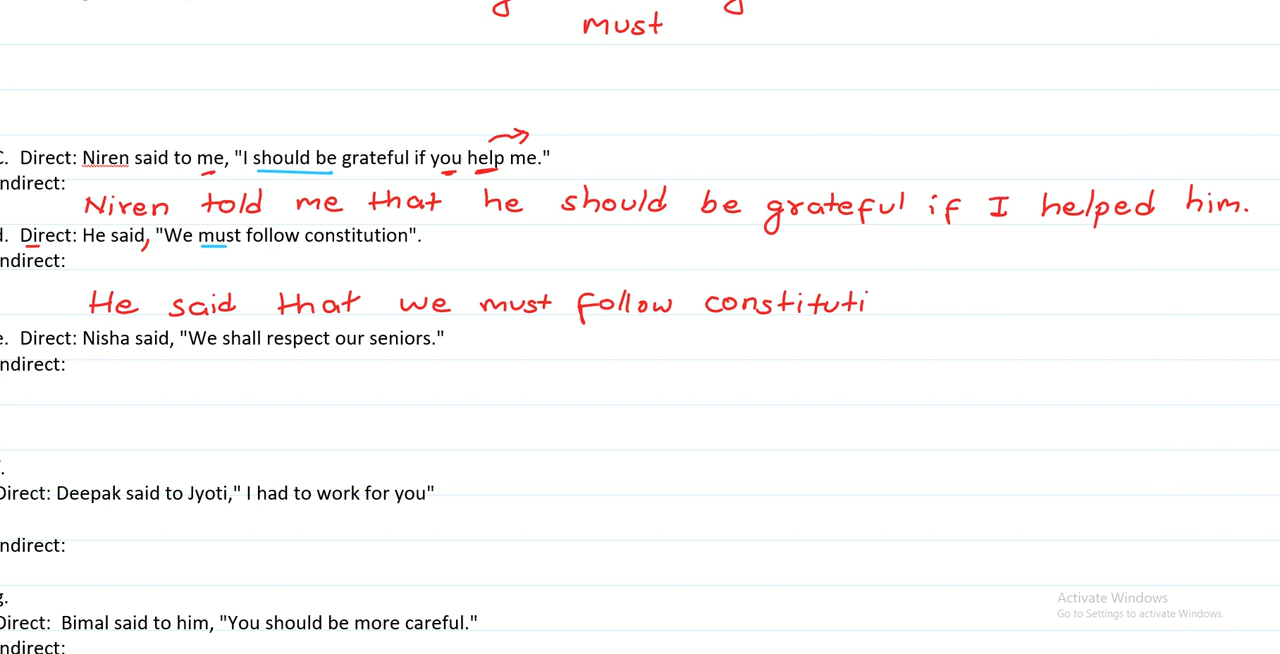 must
C. Direct: Niren said to me, "I should be grateful if you help me."
ndirect:
Niren told me that he should be grateful if I helped him.
d. Direct: He said, "We must follow constitution".
ndirect:
He said that we must follow constituti
e. Direct: Nisha said, "We shall respect our seniors."
ndirect:
Direct: Deepak said to Jyoti," I had to work for you"
ndirect:
g.
Direct: Bimal said to him, "You should be more careful."
ndirect:
Activate Windows
Go to Settings to activate Windows.